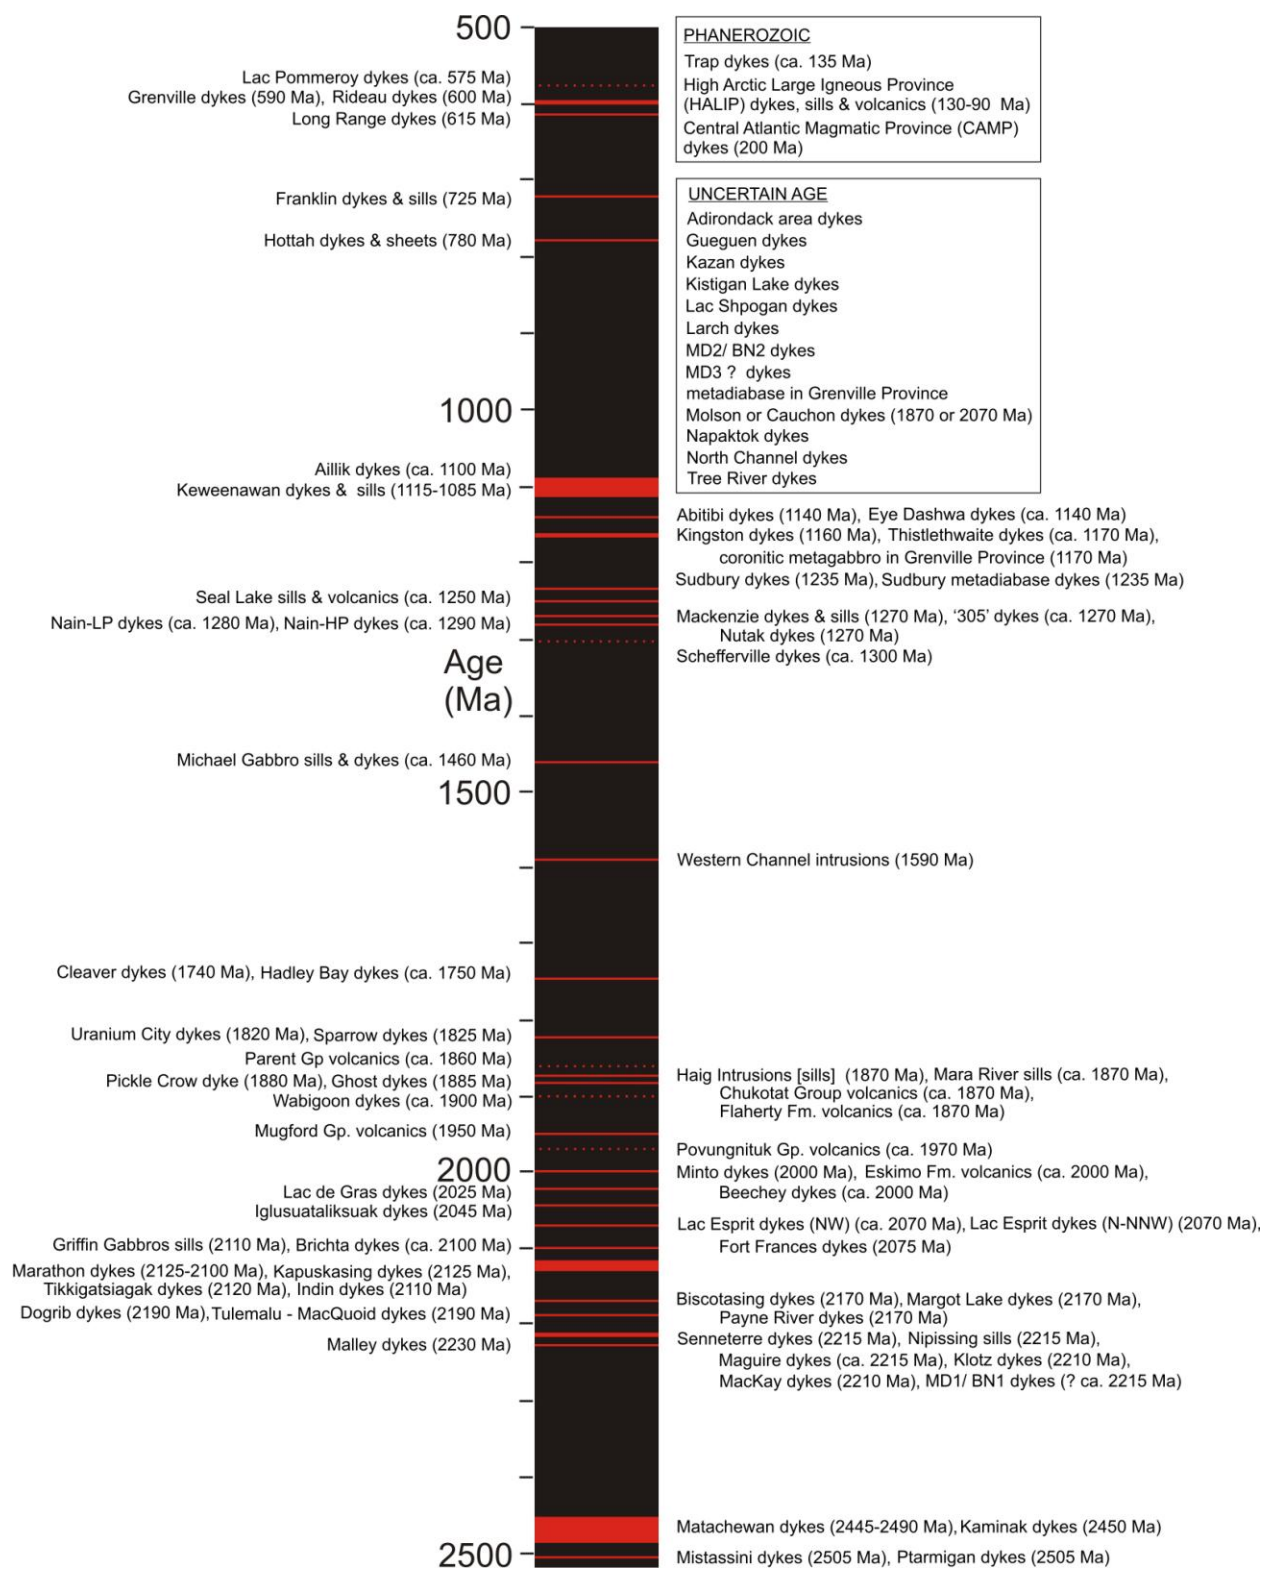 500
PHANEROZOIC
Trap dykes (ca. 135 Ma)
High Arctic Large Igneous Province
(HALIP) dykes, sills & volcanics (130-90 Ma)
Central Atlantic Magmatic Province (CAMP)
dykes (200 Ma)
Lac Pommeroy dykes (ca. 575 Ma)
Grenville dykes (590 Ma), Rideau dykes (600 Ma)
Long Range dykes (615 Ma)
Franklin dykes & sills (725 Ma)
Hottah dykes & sheets (780 Ma)
UNCERTAIN AGE
Adirondack area dykes
Gueguen dykes
Kazan dykes
Kistigan Lake dykes
Lac Shpogan dykes
Larch dykes
MD2/ BN2 dykes
MD3 ? dykes
metadiabase in Grenville Province
Molson or Cauchon dykes (1870 or 2070 Ma)
Napaktok dykes
North Channel dykes
Tree River dykes
1000
Aillik dykes (ca. 1100 Ma)
Keweenawan dykes & sills (1115-1085 Ma)
Abitibi dykes (1140 Ma), Eye Dashwa dykes (ca. 1140 Ma)
Kingston dykes (1160 Ma), Thistlethwaite dykes (ca. 1170 Ma),
coronitic metagabbro in Grenville Province (1170 Ma)
Sudbury dykes (1235 Ma), Sudbury metadiabase dykes (1235 Ma)
Seal Lake sills & volcanics (ca. 1250 Ma)
Nain-LP dykes (ca. 1280 Ma), Nain-HP dykes (ca. 1290 Ma)
Mackenzie dykes & sills (1270 Ma), '305' dykes (ca. 1270 Ma),
Nutak dykes (1270 Ma)
Schefferville dykes (ca. 1300 Ma)
Age
(Ma)
Michael Gabbro sills & dykes (ca. 1460 Ma)
1500
Western Channel intrusions (1590 Ma)
Cleaver dykes (1740 Ma), Hadley Bay dykes (ca. 1750 Ma)
Uranium City dykes (1820 Ma), Sparrow dykes (1825 Ma)
Parent Gp volcanics (ca. 1860 Ma)
Pickle Crow dyke (1880 Ma), Ghost dykes (1885 Ma)
Wabigoon dykes (ca. 1900 Ma)
Haig Intrusions [sills] (1870 Ma), Mara River sills (ca. 1870 Ma),
Chukotat Group volcanics (ca. 1870 Ma),
Flaherty Fm. volcanics (ca. 1870 Ma)
Mugford Gp. volcanics (1950 Ma)
Povungnituk Gp. volcanics (ca. 1970 Ma)
2000
Minto dykes (2000 Ma), Eskimo Fm. volcanics (ca. 2000 Ma),
Beechey dykes (ca. 2000 Ma)
Lac de Gras dykes (2025 Ma)
Iglusuataliksuak dykes (2045 Ma)
Lac Esprit dykes (NW) (ca. 2070 Ma), Lac Esprit dykes (N-NNW) (2070 Ma),
Fort Frances dykes (2075 Ma)
Griffin Gabbros sills (2110 Ma), Brichta dykes (ca. 2100 Ma)
Marathon dykes (2125-2100 Ma), Kapuskasing dykes (2125 Ma),
Tikkigatsiagak dykes (2120 Ma), Indin dykes (2110 Ma)
Dogrib dykes (2190 Ma), Tulemalu - MacQuoid dykes (2190 Ma)
Malley dykes (2230 Ma)
Biscotasing dykes (2170 Ma), Margot Lake dykes (2170 Ma),
Payne River dykes (2170 Ma)
Senneterre dykes (2215 Ma), Nipissing sills (2215 Ma),
Maguire dykes (ca. 2215 Ma), Klotz dykes (2210 Ma),
MacKay dykes (2210 Ma), MD1/ BN1 dykes (? ca. 2215 Ma)
Matachewan dykes (2445-2490 Ma), Kaminak dykes (2450 Ma)
2500
Mistassini dykes (2505 Ma), Ptarmigan dykes (2505 Ma)